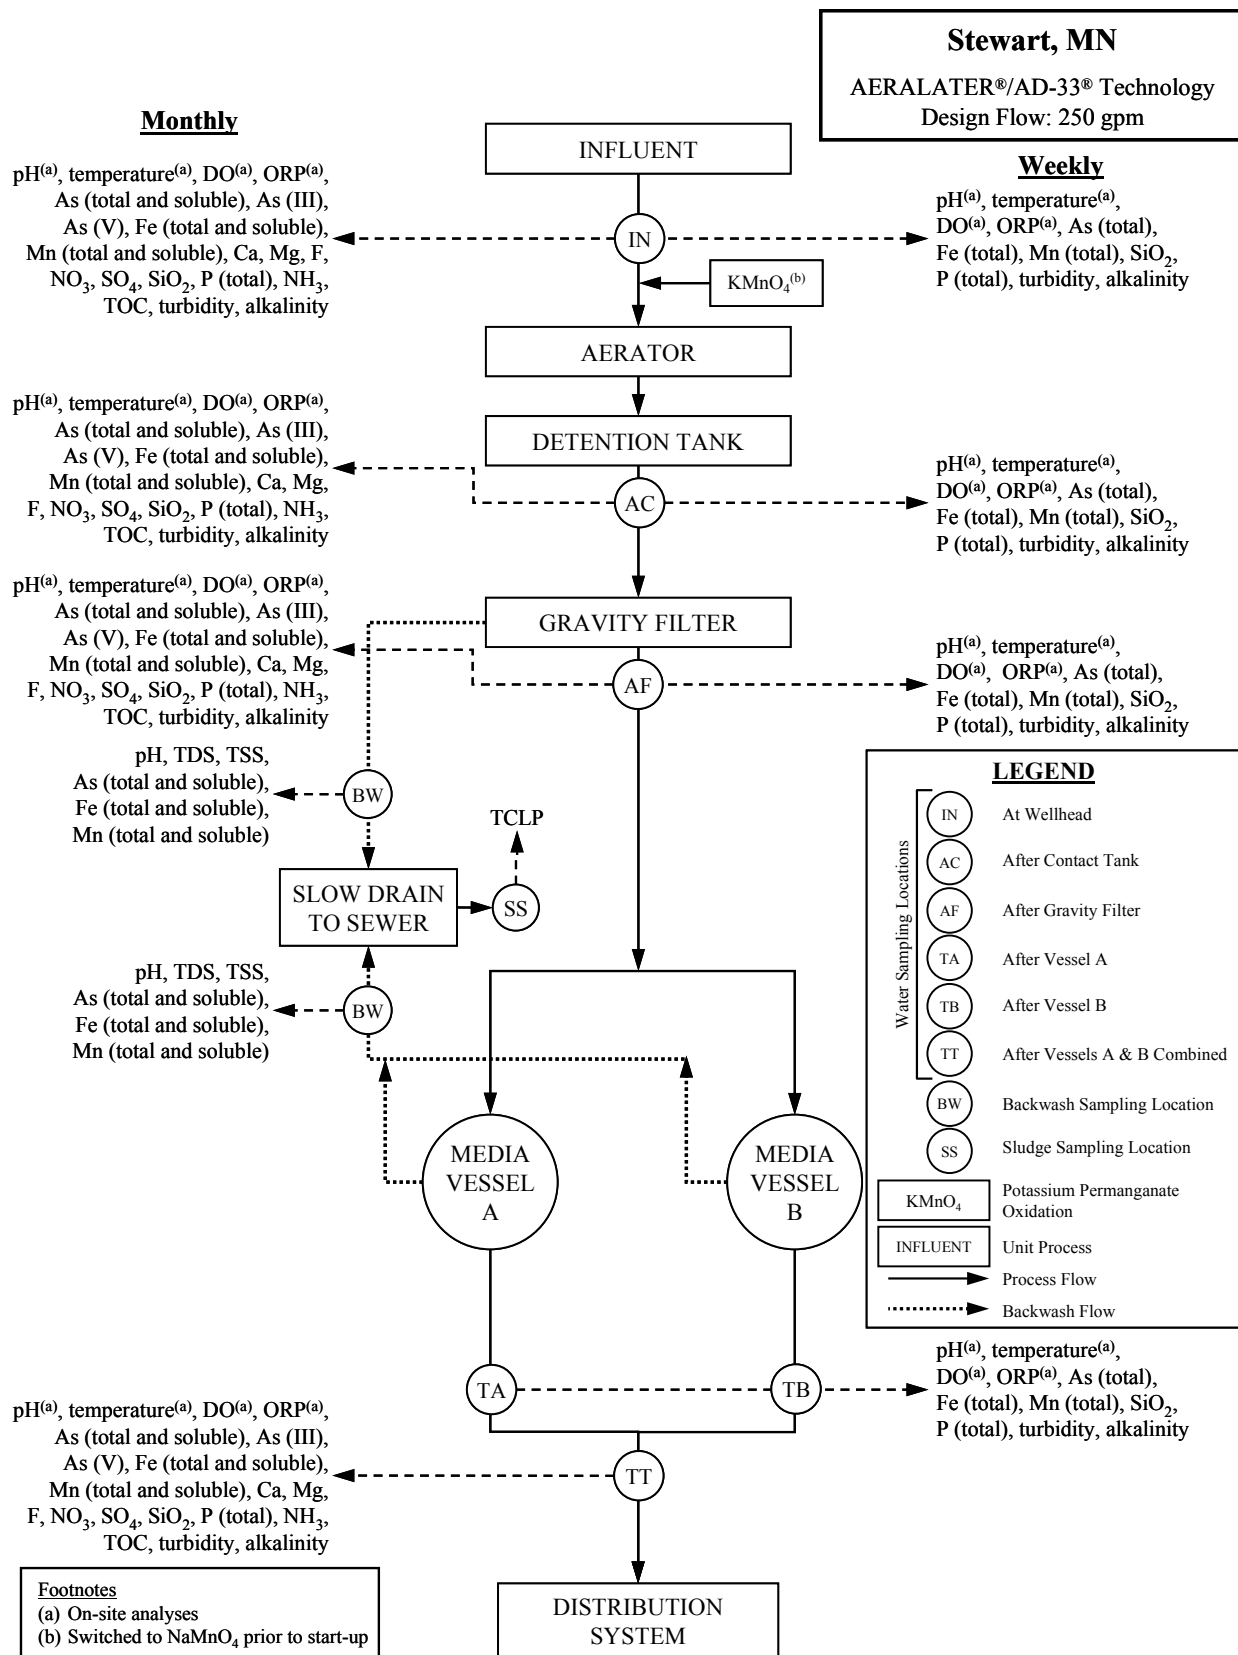 Stewart, MN
AERALATER®/AD-33® Technology
Design Flow: 250 gpm
Monthly
pH(a), temperature(a), DO(a), ORP(a),
As (total and soluble), As (III),
As (V), Fe (total and soluble),
Mn (total and soluble), Ca, Mg, F,
NO3, SO4, SiO2, P (total), NH3,
TOC, turbidity, alkalinity
INFLUENT
IN
KMnO4(b)
Weekly
pH(a), temperature(a),
DO(a), ORP(a), As (total),
Fe (total), Mn (total), SiO2,
P (total), turbidity, alkalinity
AERATOR
DETENTION TANK
pH(a), temperature(a), DO(a), ORP(a),
As (total and soluble), As (III),
As (V), Fe (total and soluble),
Mn (total and soluble), Ca, Mg,
F, NO3, SO4, SiO2, P (total), NH3,
TOC, turbidity, alkalinity
AC
pH(a), temperature(a),
DO(a), ORP(a), As (total),
Fe (total), Mn (total), SiO2,
P (total), turbidity, alkalinity
pH(a), temperature(a), DO(a), ORP(a),
As (total and soluble), As (III),
As (V), Fe (total and soluble),
Mn (total and soluble), Ca, Mg,
F, NO3, SO4, SiO2, P (total), NH3,
TOC, turbidity, alkalinity
GRAVITY FILTER
AF
pH(a), temperature(a),
DO(a), ORP(a), As (total),
Fe (total), Mn (total), SiO2,
P (total), turbidity, alkalinity
pH, TDS, TSS,
As (total and soluble),
Fe (total and soluble),
Mn (total and soluble)
BW
TCLP
SLOW DRAIN
TO SEWER
SS
pH, TDS, TSS,
As (total and soluble),
Fe (total and soluble),
Mn (total and soluble)
BW
LEGEND
Water Sampling Locations
IN At Wellhead
AC After Contact Tank
AF After Gravity Filter
TA After Vessel A
TB After Vessel B
TT After Vessels A & B Combined
BW Backwash Sampling Location
SS Sludge Sampling Location
KMnO4 Potassium Permanganate
Oxidation
INFLUENT Unit Process
Process Flow
Backwash Flow
MEDIA
VESSEL
A
MEDIA
VESSEL
B
TA
TB
pH(a), temperature(a),
DO(a), ORP(a), As (total),
Fe (total), Mn (total), SiO2,
P (total), turbidity, alkalinity
pH(a), temperature(a), DO(a), ORP(a),
As (total and soluble), As (III),
As (V), Fe (total and soluble),
Mn (total and soluble), Ca, Mg,
F, NO3, SO4, SiO2, P (total), NH3,
TOC, turbidity, alkalinity
TT
DISTRIBUTION
SYSTEM
Footnotes
(a) On-site analyses
(b) Switched to NaMnO4 prior to start-up